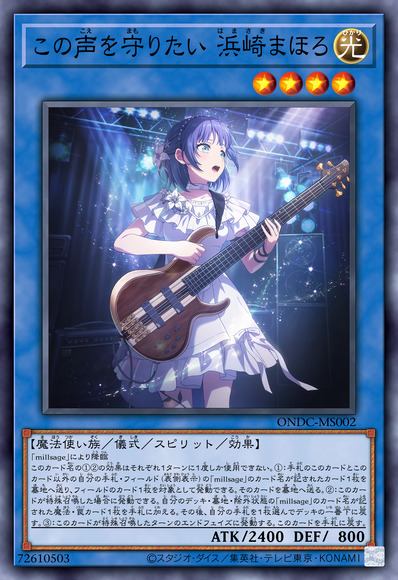 この声を守りたい 浜崎まほろ
光
ONDC-MS002
【魔法使い族/儀式/スピリット/効果】
「millsage」により降臨
このカード名の①②の効果はそれぞれ1ターンに1度しか使用できない。①:手札のこのカードとこの
カード以外の自分の手札・フィールド(表側表示)の「millsage」のカード名が記されたカード1枚を
墓地へ送り、フィールドのカード1枚を対象として発動できる。そのカードを墓地へ送る。②:このカード
が特殊召喚した場合に発動できる。自分のデッキ・墓地・除外状態の「millsage」のカード名が記
された魔法・罠カード1枚を手札に加える。その後、自分の手札を1枚選んでデッキの一番下に戻
す。③:このカードが特殊召喚したターンのエンドフェイズに発動する。このカードを手札に戻す。
ATK/2400 DEF/ 800
72610503
©スタジオ・ダイス/集英社・テレビ東京・KONAMI